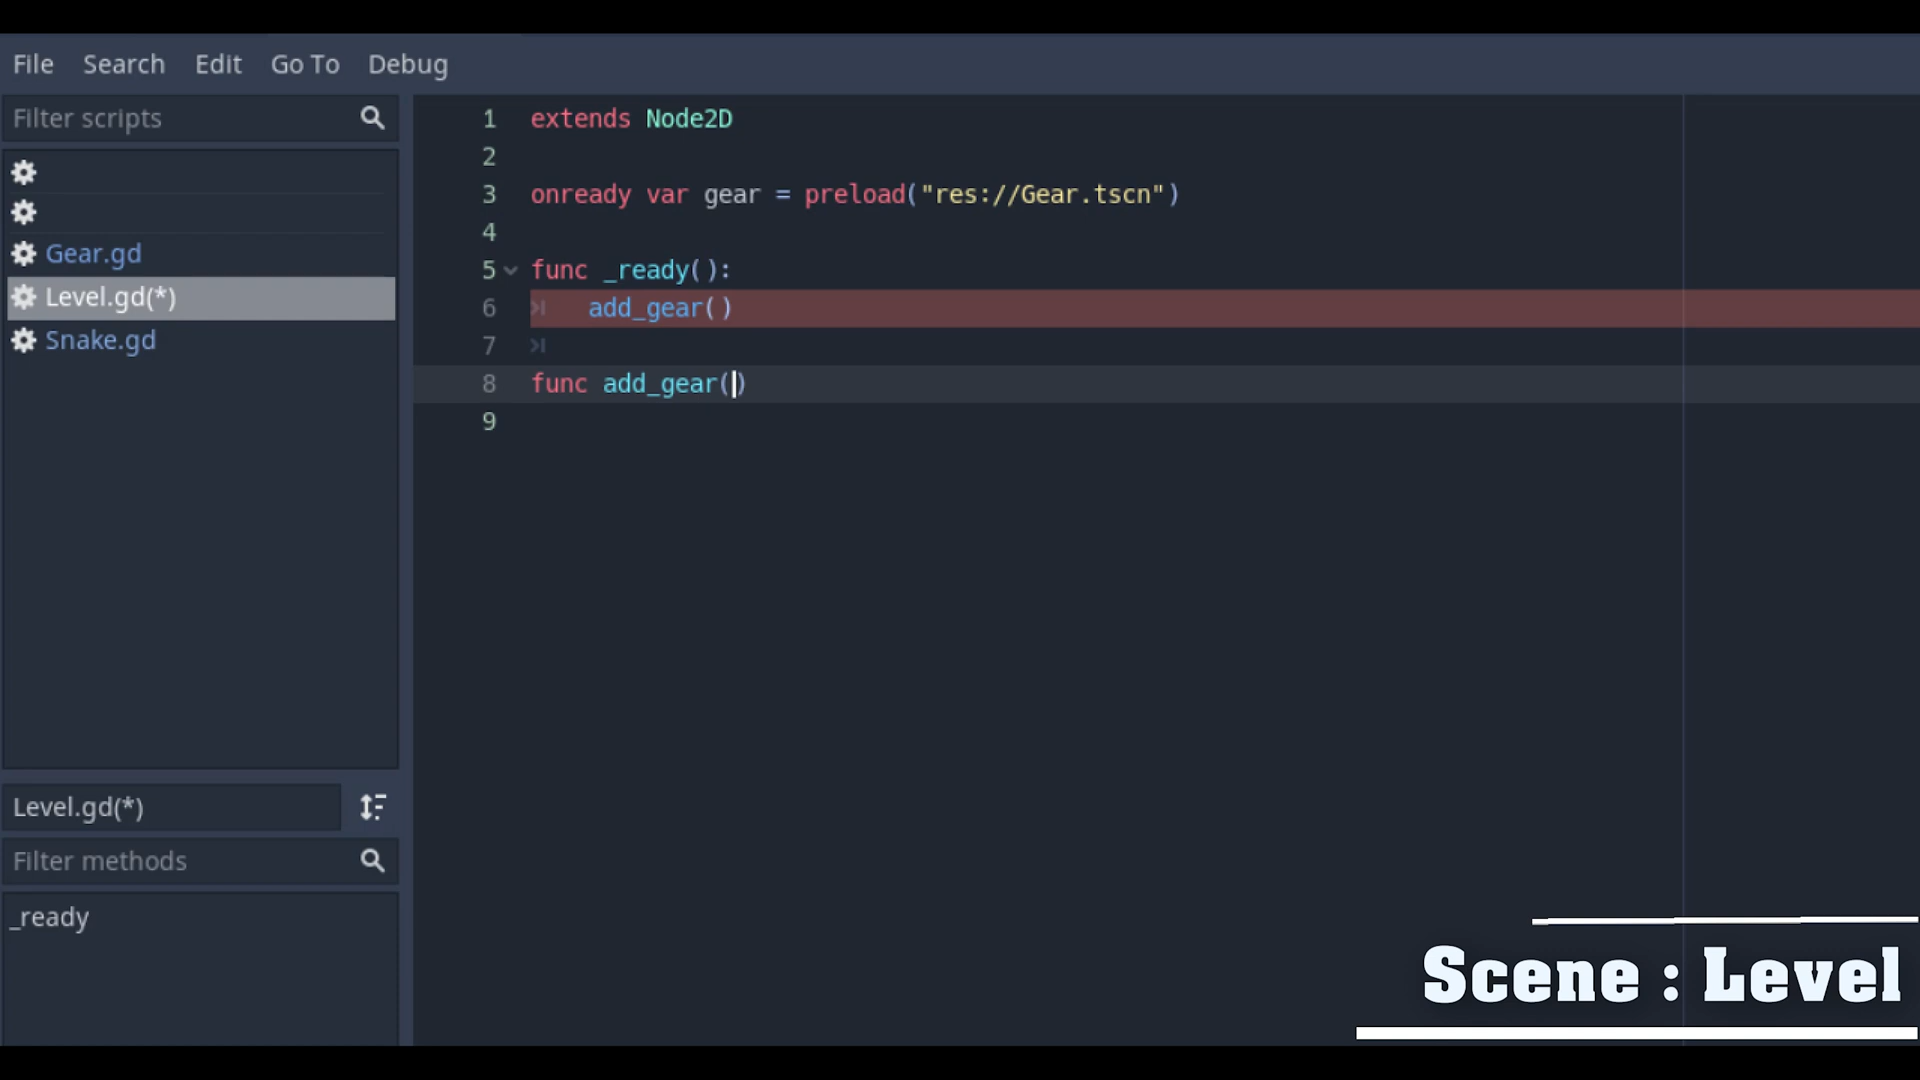 File Search Edit Go To Debug
Filter scripts
Gear.gd
Level.gd(*)
Snake.gd
Level.gd(*)
Filter methods
_ready
1 extends Node2D
2
3 onready var gear = preload("res://Gear.tscn")
4
5 func _ready():
6 add_gear()
7
8 func add_gear()
9
Scene : Level